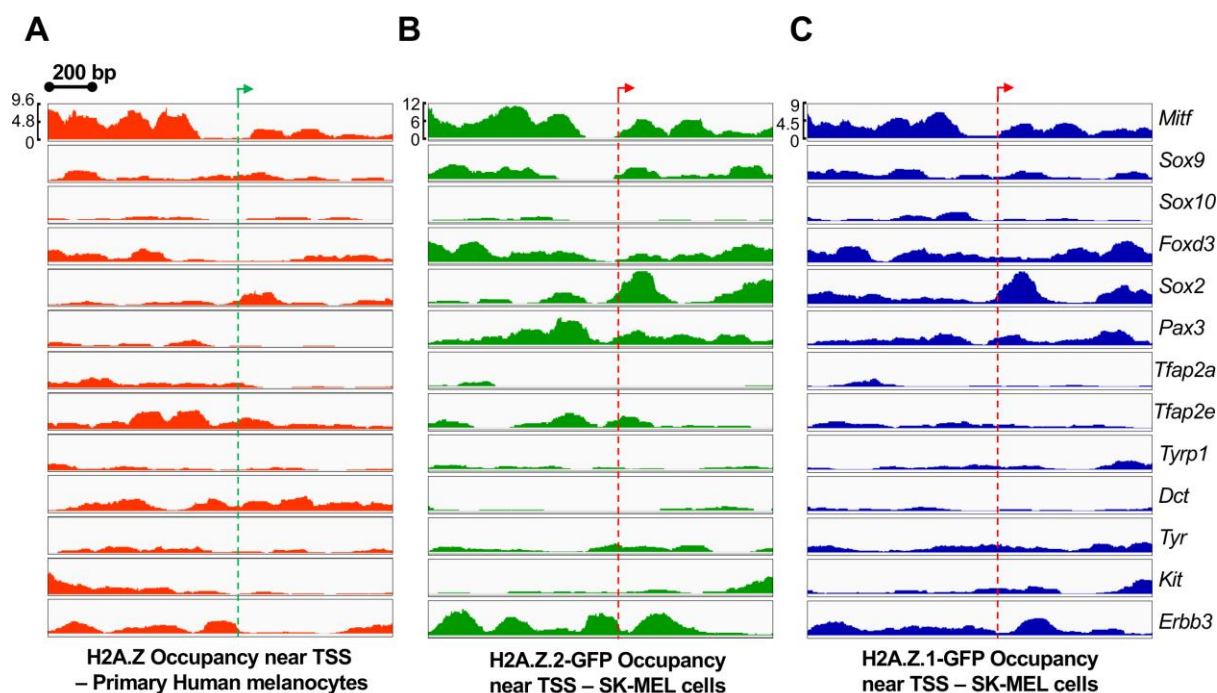 A
B
C
200 bp
9.6
4.8
0
12
6
0
9
4.5
0
Mitf
Sox9
Sox10
Foxd3
Sox2
Pax3
Tfap2a
Tfap2e
Tyrp1
Dct
Tyr
Kit
Erbb3
H2A.Z Occupancy near TSS
– Primary Human melanocytes
H2A.Z.2-GFP Occupancy
near TSS – SK-MEL cells
H2A.Z.1-GFP Occupancy
near TSS – SK-MEL cells